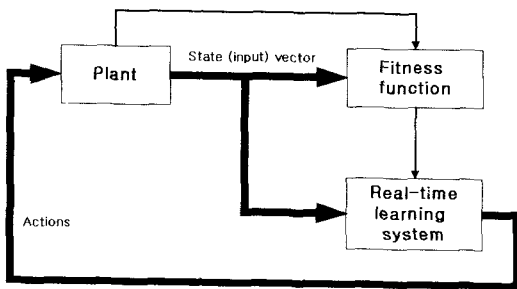 Plant
State (input) vector
Fitness
function
Real-time
learning
system
Actions